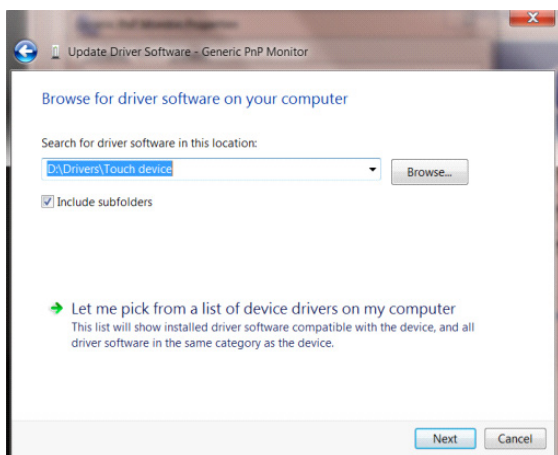 Update Driver Software - Generic PnP Monitor
Browse for driver software on your computer
Search for driver software in this location:
D:\Drivers\Touch device
Browse...
Include subfolders
Let me pick from a list of device drivers on my computer
This list will show installed driver software compatible with the device, and all
driver software in the same category as the device.
Next
Cancel